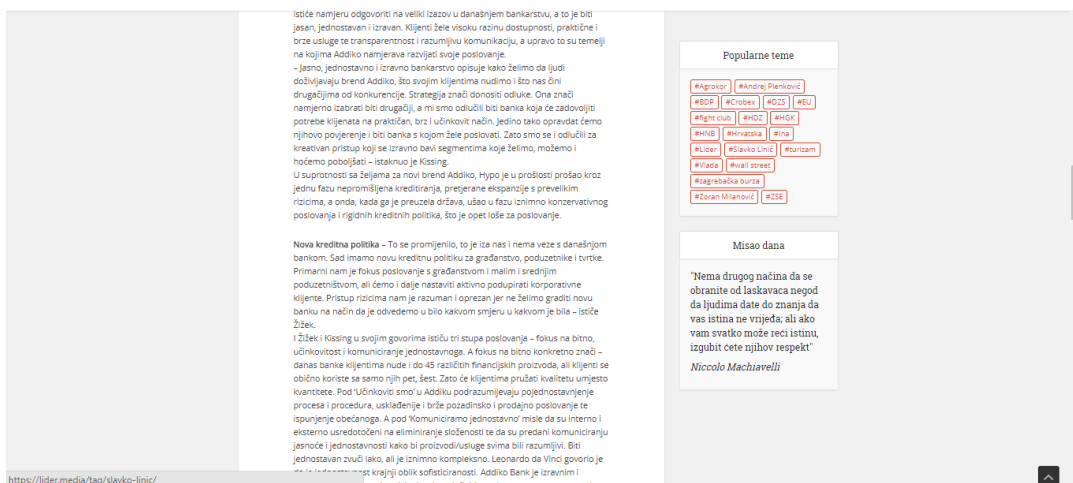 ističe namjeru odgovoriti na veliki izazov u današnjem bankarstvu, a to je biti
jasan, jednostavan i izravan. Klijenti žele visoku razinu dostupnosti, praktične i
brze usluge te transparentnost i razumljivu komunikaciju, a upravo to su temelji
na kojima Addiko namjerava razvijati svoje poslovanje.
– Jasno, jednostavno i izravno bankarstvo opisuje kako želimo da ljudi
doživljavaju brend Addiko, što svojim klijentima nudimo i što nas čini
drugačijima od konkurencije. Strategija znači donositi odluke. Ona znači
namjerno izabrati biti drugačiji, a mi smo odlučili biti banka koja će zadovoljiti
potrebe klijenata na praktičan, brz i učinkovit način. Jedino tako opravdat ćemo
njihovo povjerenje i biti banka s kojom žele poslovati. Zato smo se i odlučili za
kreativan pristup koji se izravno bavi segmentima koje želimo, možemo i
hoćemo poboljšati – istaknuo je Kissing.
U suprotnosti sa željama za novi brend Addiko, Hypo je u prošlosti prošao kroz
jednu fazu nepromišljena kreditiranja, pretjerane ekspanzije s prevelikim
rizicima, a onda, kada ga je preuzela država, ušao u fazu iznimno konzervativnog
poslovanja i rigidnih kreditnih politika, što je opet loše za poslovanje.
Nova kreditna politika – To se promijenilo, to je iza nas i nema veze s današnjom
bankom. Sad imamo novu kreditnu politiku za građanstvo, poduzetnike i tvrtke.
Primarni nam je fokus poslovanje s građanstvom i malim i srednjim
poduzetništvom, ali ćemo i dalje nastaviti aktivno podupirati korporativne
klijente. Pristup rizicima nam je razuman i oprezan jer ne želimo graditi novu
banku na način da je odvedemo u bilo kakvom smjeru u kakvom je bila – ističe
Žižek.
I Žižek i Kissing u svojim govorima ističu tri stupa poslovanja – fokus na bitno,
učinkovitost i komuniciranje jednostavnoga. A fokus na bitno konkretno znači –
danas banke klijentima nude i do 45 različitih financijskih proizvoda, ali klijenti se
obično koriste sa samo njih pet, šest. Zato će klijentima pružati kvalitetu umjesto
kvantitete. Pod 'Učinkoviti smo' u Addiku podrazumijevaju pojednostavnjenje
procesa i procedura, usklađenije i brže pozadinsko i prodajno poslovanje te
ispunjenje obećanoga. A pod 'Komuniciramo jednostavno' misle da su interno i
eksterno usredotočeni na eliminiranje složenosti te da su predani komuniciranju
jasnoće i jednostavnosti kako bi proizvodi/usluge svima bili razumljivi. Biti
jednostavan zvuči lako, ali je iznimno kompleksno. Leonardo da Vinci govorio je
da je jednostavnost krajnji oblik sofisticiranosti. Addiko Bank je izravnim i
Popularne teme
#Agrokor #Andrej Plenković
#BDP #Crobex #DZS #EU
#fight club #HDZ #HGK
#HNB #Hrvatska #Ina
#Lider #Slavko Linić #turizam
#Vlada #wall street
#zagrebačka burza
#Zoran Milanović #ZSE
Misao dana
"Nema drugog načina da se
obranite od laskavaca negod
da ljudima date do znanja da
vas istina ne vrijeđa; ali ako
vam svatko može reći istinu,
izgubit ćete njihov respekt"
Niccolo Machiavelli
https://lider.media/tag/slavko-linic/